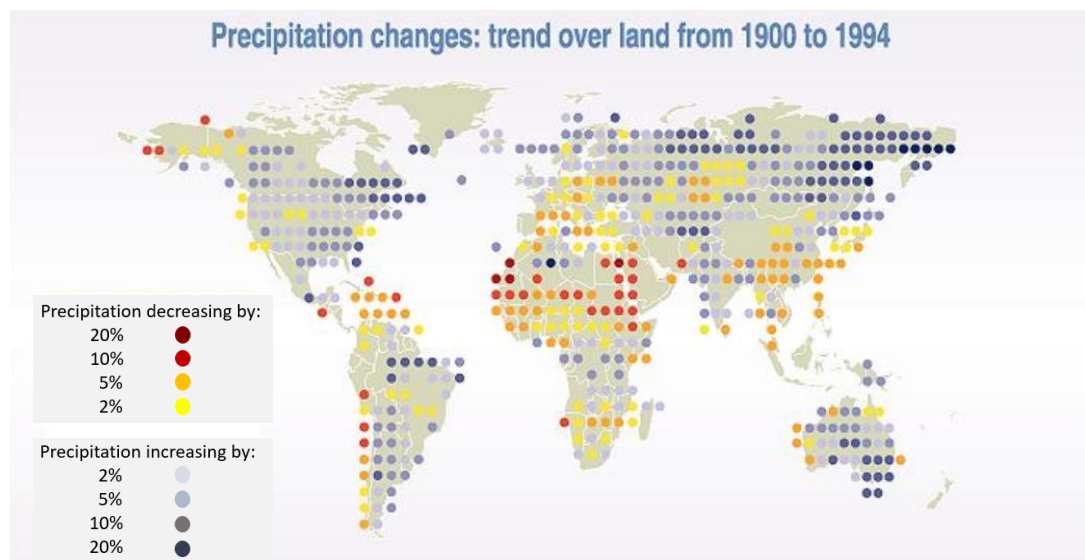 Precipitation changes: trend over land from 1900 to 1994
Precipitation decreasing by:
20%
10%
5%
2%
Precipitation increasing by:
2%
5%
10%
20%